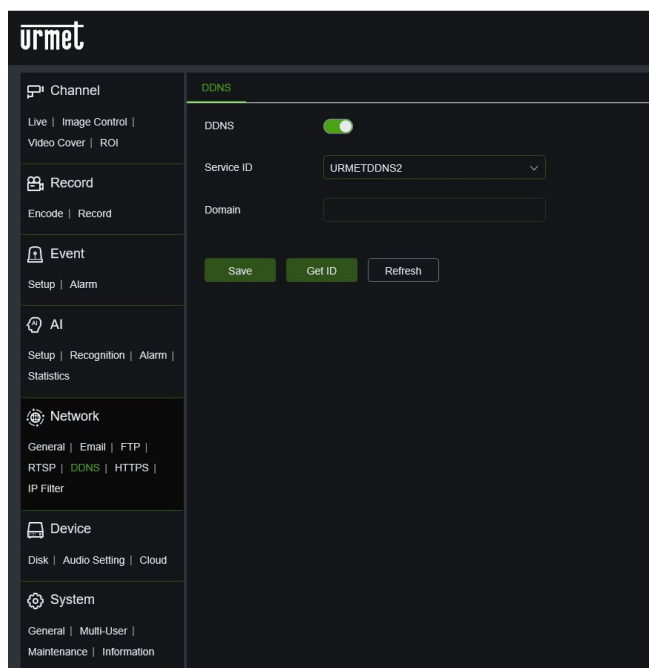 urmet
Channel
Live | Image Control |
Video Cover | ROI
Record
Encode | Record
Event
Setup | Alarm
AI
AI
Setup | Recognition | Alarm |
Statistics
Network
General | Email | FTP |
RTSP | DDNS | HTTPS |
IP Filter
Device
Disk | Audio Setting | Cloud
System
General | Multi-User |
Maintenance | Information
DDNS
DDNS
Service ID URMETDDNS2
Domain
Save Get ID Refresh